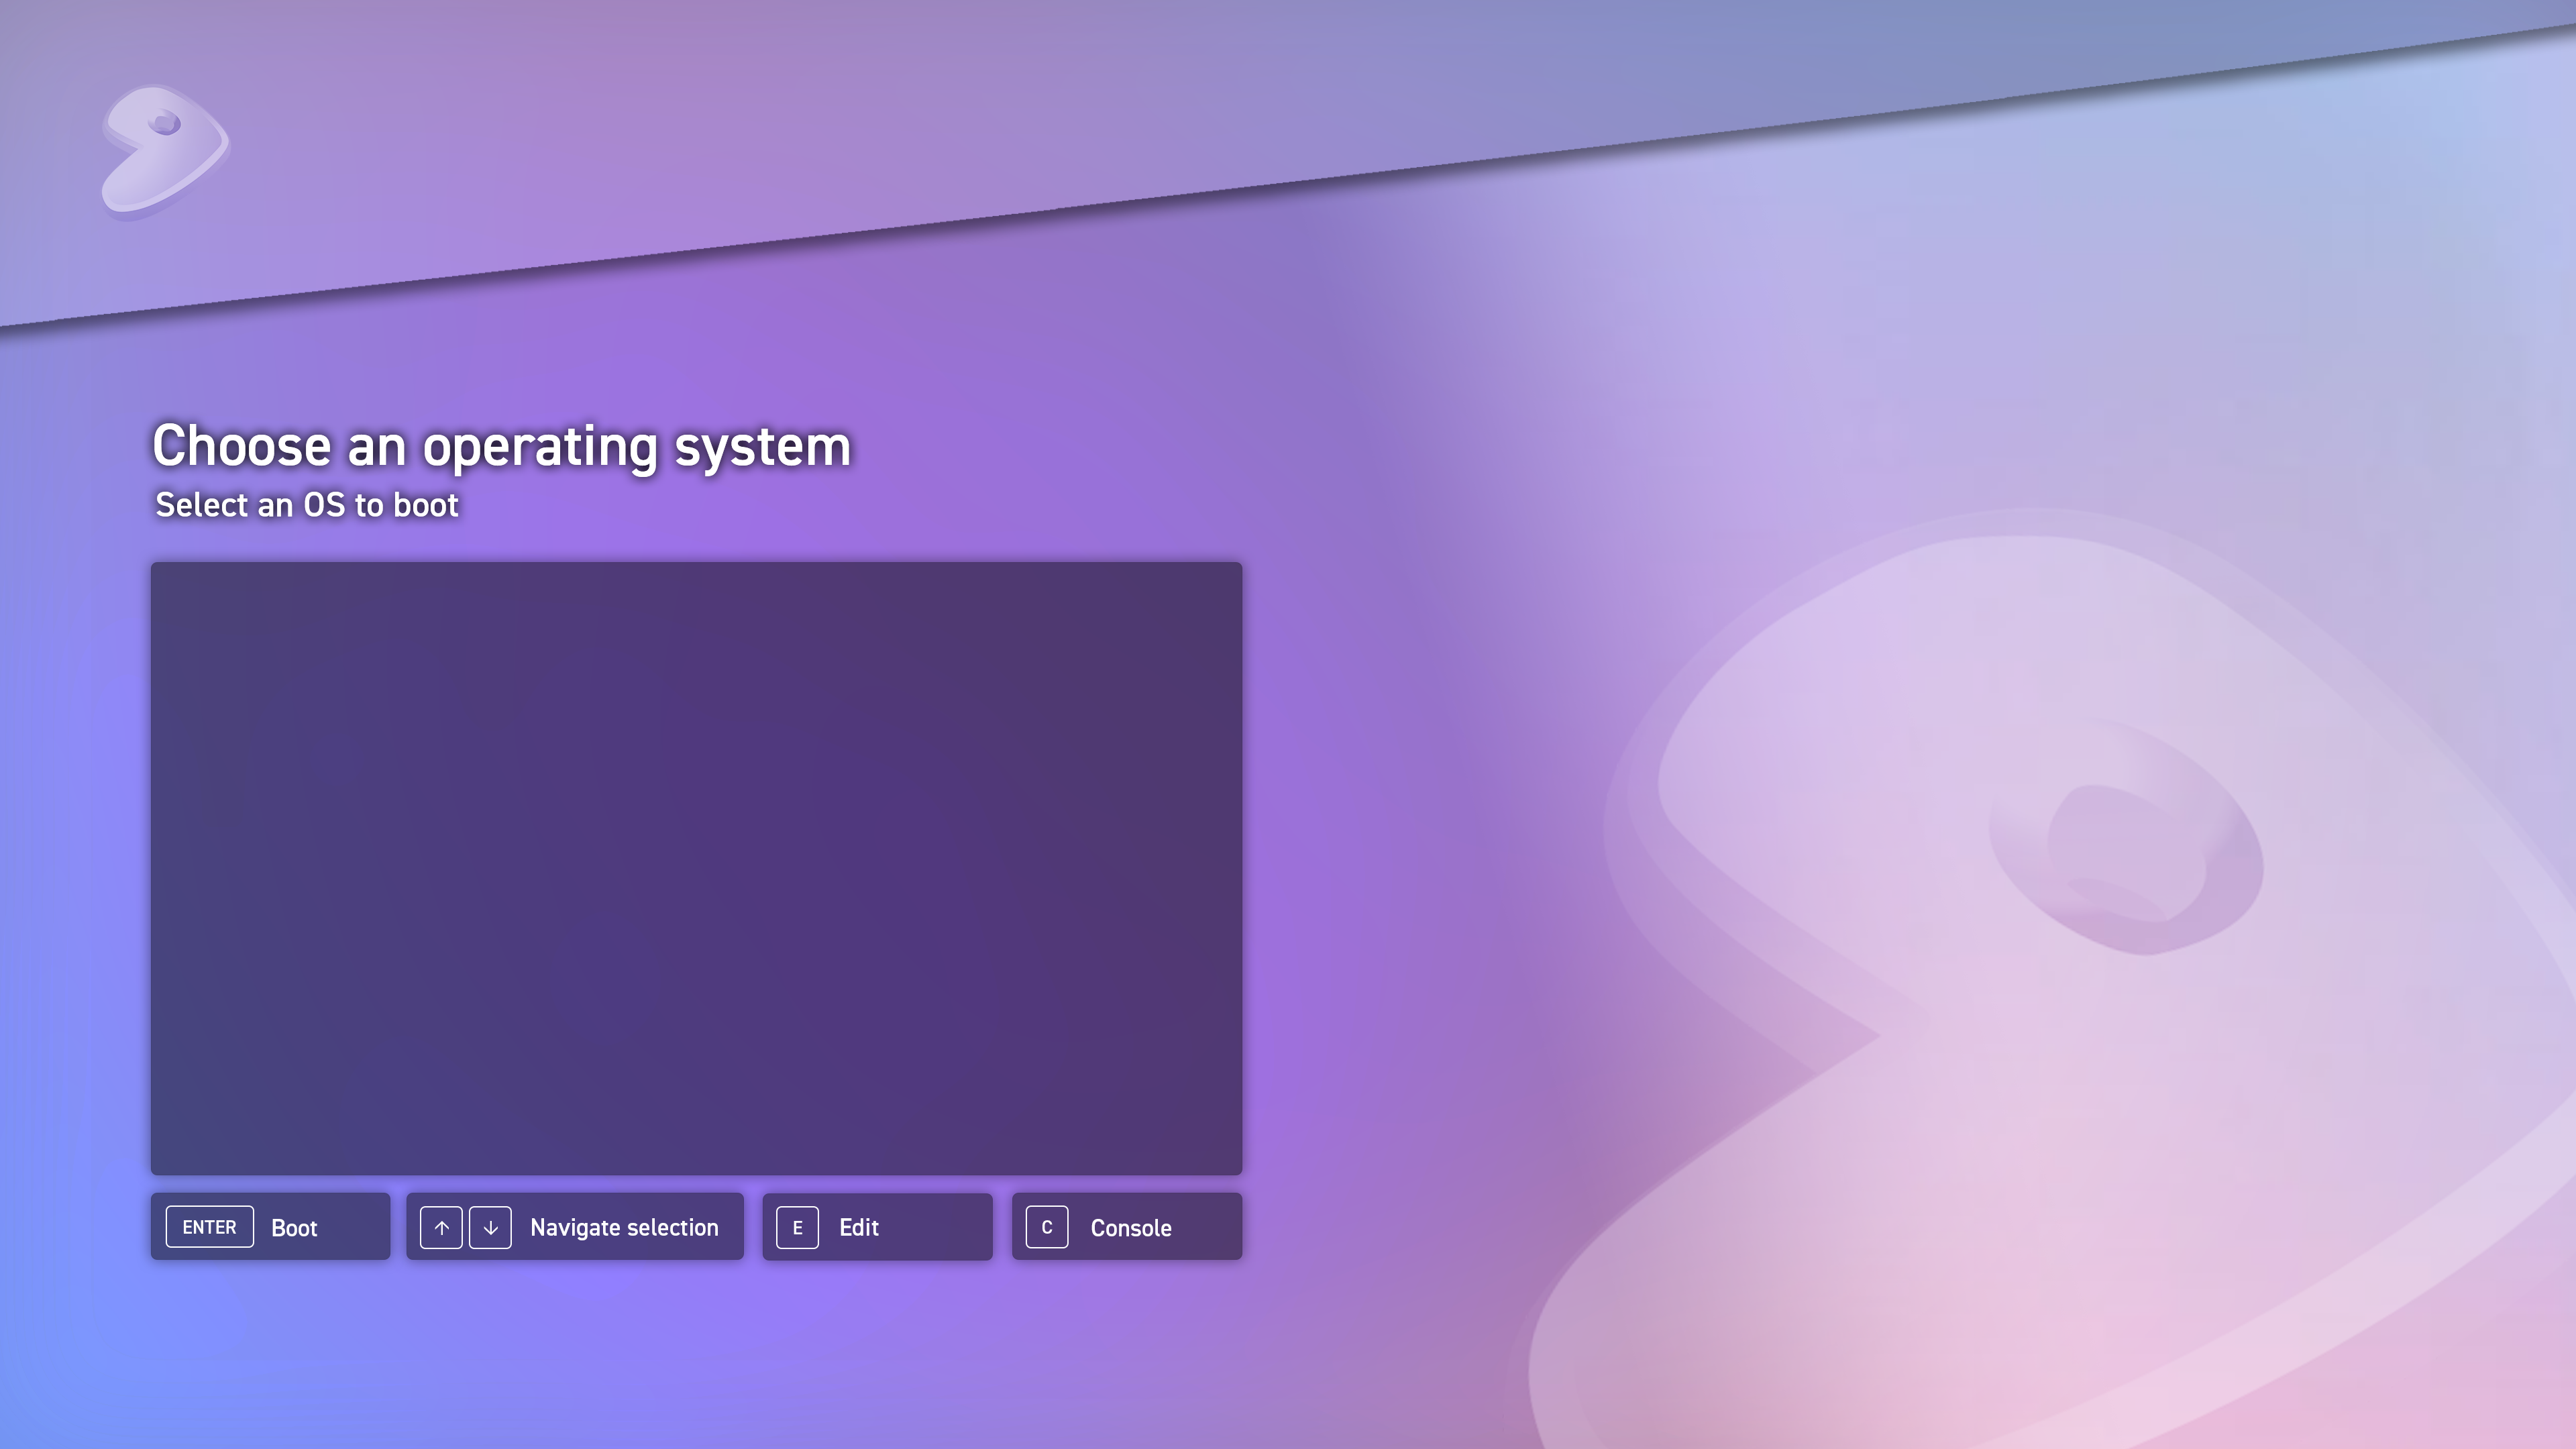 Choose an operating system
Select an OS to boot
ENTER Boot ↑ ↓ Navigate selection E Edit C Console